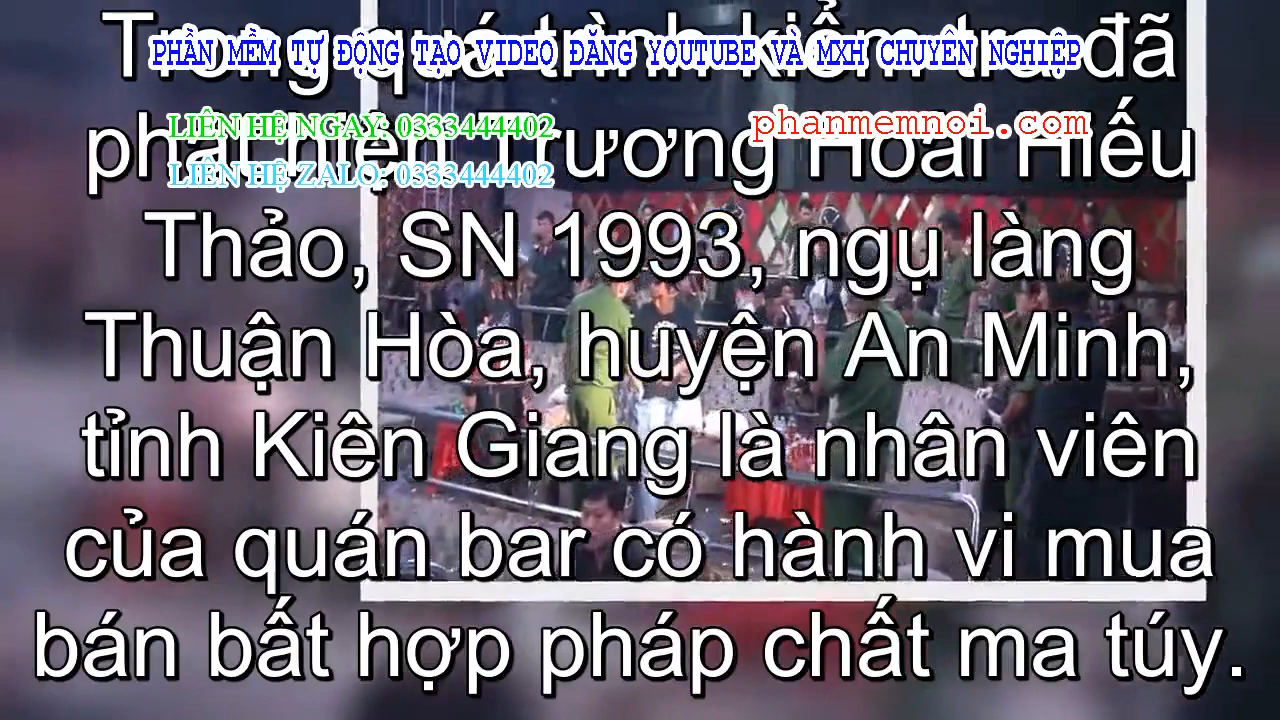 Trong quá trình kiểm tra đã
PHẦN MỀM TỰ ĐỘNG TẠO VIDEO ĐĂNG YOUTUBE VÀ MXH CHUYÊN NGHIỆP
LIÊN HỆ NGAY: 0333444402
phanmemnoi.com
phát hiện Trương Hoài Hiếu
LIÊN HỆ ZALO: 0333444402
Thảo, SN 1993, ngụ làng
Thuận Hòa, huyện An Minh,
tỉnh Kiên Giang là nhân viên
của quán bar có hành vi mua
bán bất hợp pháp chất ma túy.